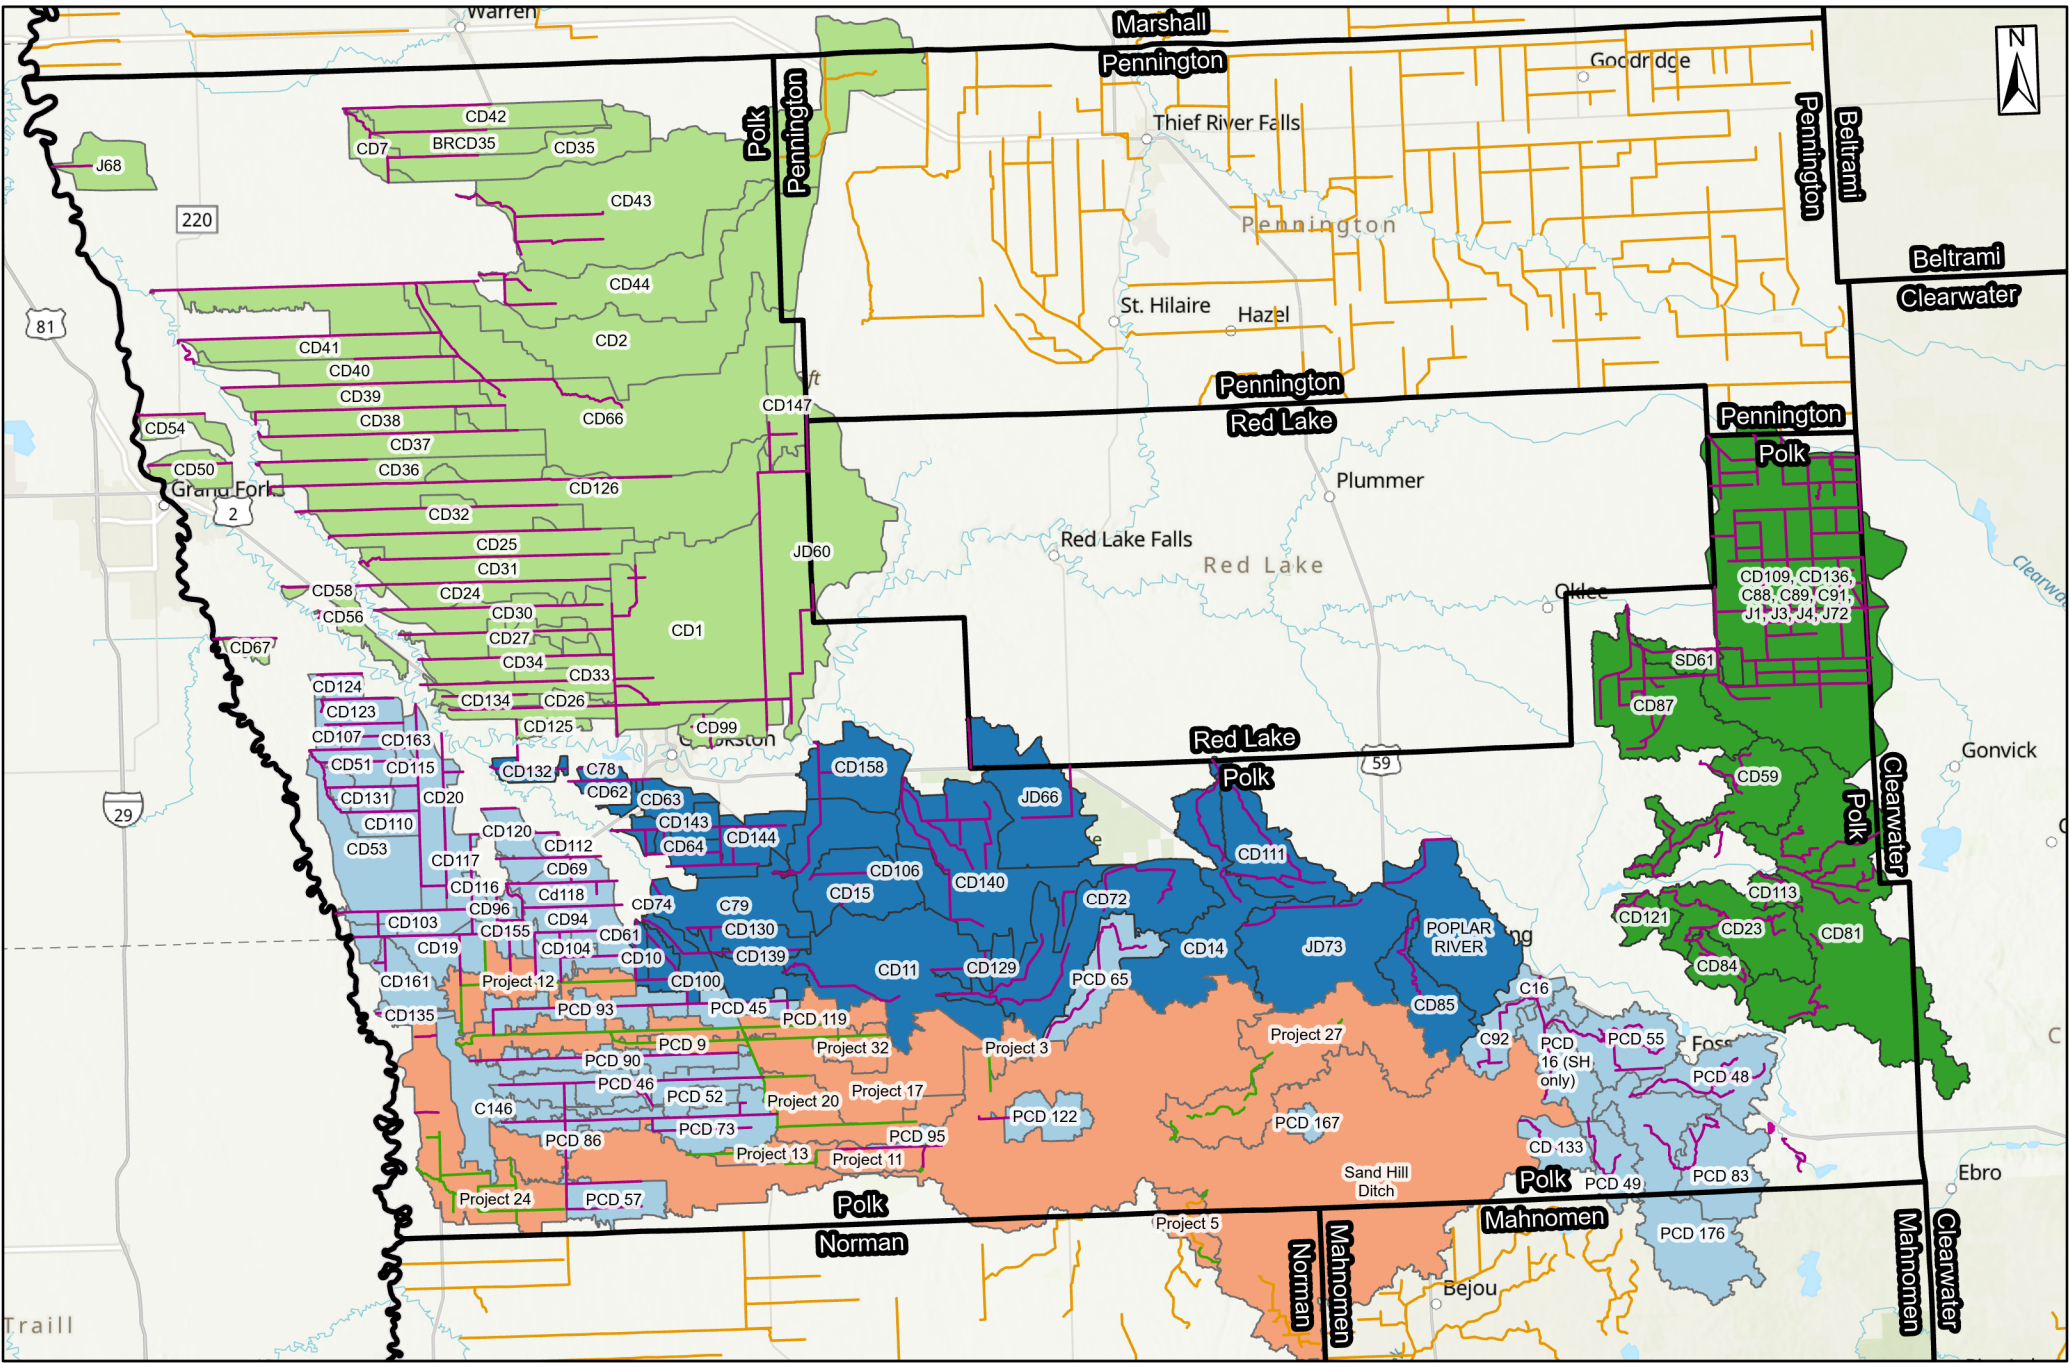 Warren
Marshall
Pennington
N
Goodridge
CD42
BRCD35
CD7
CD35
Polk
Pennington
Thief River Falls
Pennington
Beltrami
J68
CD43
220
Pennington
Beltrami
Clearwater
CD44
81
St. Hilaire
Hazel
CD2
CD41
CD40
CD39
CD38
CD66
CD147
ft
Pennington
Red Lake
Pennington
Polk
CD54
CD37
CD50
CD36
CD126
Plummer
Grand Forks
2
CD32
CD25
JD60
Red Lake Falls
Red Lake
CD31
CD58
CD24
Oklee
CD109, CD136,
C88, C89, C91,
J1, J3, J4, J72
Clearwa
CD56
CD30
CD27
CD1
CD67
CD34
SD61
CD33
CD124
CD134
CD26
CD87
CD123
CD125
CD99
CD107
CD163
Crookston
Red Lake
Polk
59
Gonvick
CD51
CD115
CD132
C78
CD158
CD59
CD62
CD131
CD20
CD63
JD66
29
CD110
CD143
CD120
CD144
Polk
Clearwater
CD53
CD112
CD64
CD111
CD117
CD69
CD106
CD140
CD116
Cd118
CD15
CD72
CD113
CD96
CD74
C79
CD103
CD94
CD130
CD121
CD155
CD61
POPLAR
RIVER
ng
CD23
CD81
CD19
CD104
CD10
CD139
CD14
JD73
CD11
CD129
CD84
CD161
Project 12
CD100
PCD 65
C16
CD135
PCD 93
PCD 45
PCD 119
CD85
Project 27
C92
PCD
16 (SH
only)
PCD 55
Foss
PCD 9
Project 32
Project 3
PCD 90
PCD 46
PCD 48
PCD 52
Project 17
Project 20
C146
PCD 122
PCD 167
PCD 73
PCD 86
PCD 95
CD 133
Project 13
Project 11
Sand Hill
Ditch
Polk
PCD 49
PCD 83
Ebro
Project 24
PCD 57
Polk
Norman
Project 5
Mahnomen
PCD 176
Norman
Mahnomen
Mahnomen
Clearwater
Bejou
Traill